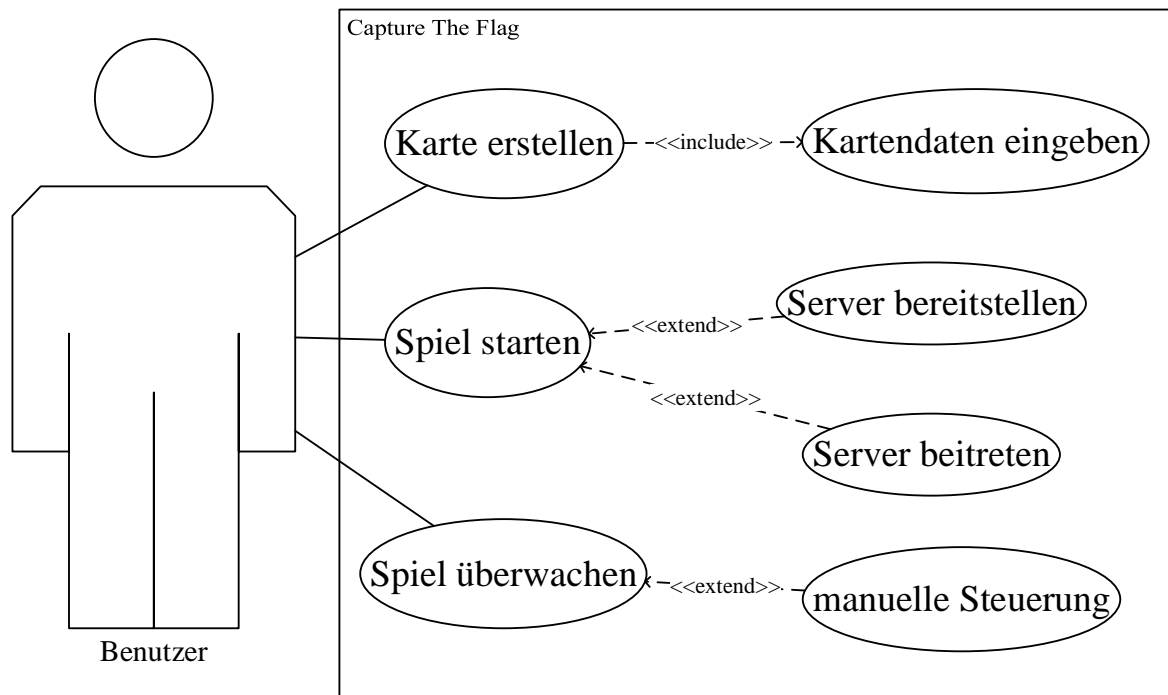 Capture The Flag
Karte erstellen
<<include>>
Kartendaten eingeben
Server bereitstellen
<<extend>>
Spiel starten
<<extend>>
Server beitreten
Spiel überwachen
<<extend>>
manuelle Steuerung
Benutzer